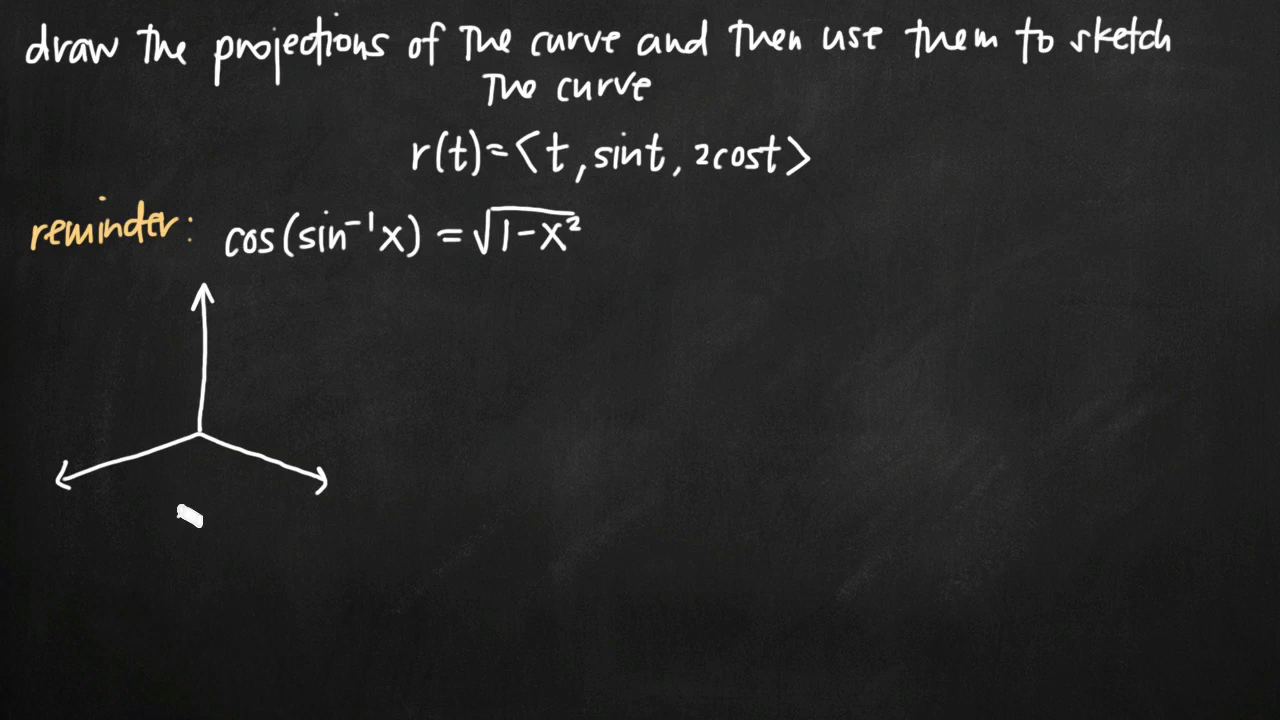 draw the projections of the curve and then use them to sketch
the curve
r(t)=<t, sint, 2cost>
reminder: cos(sin⁻¹x) = √1-x²